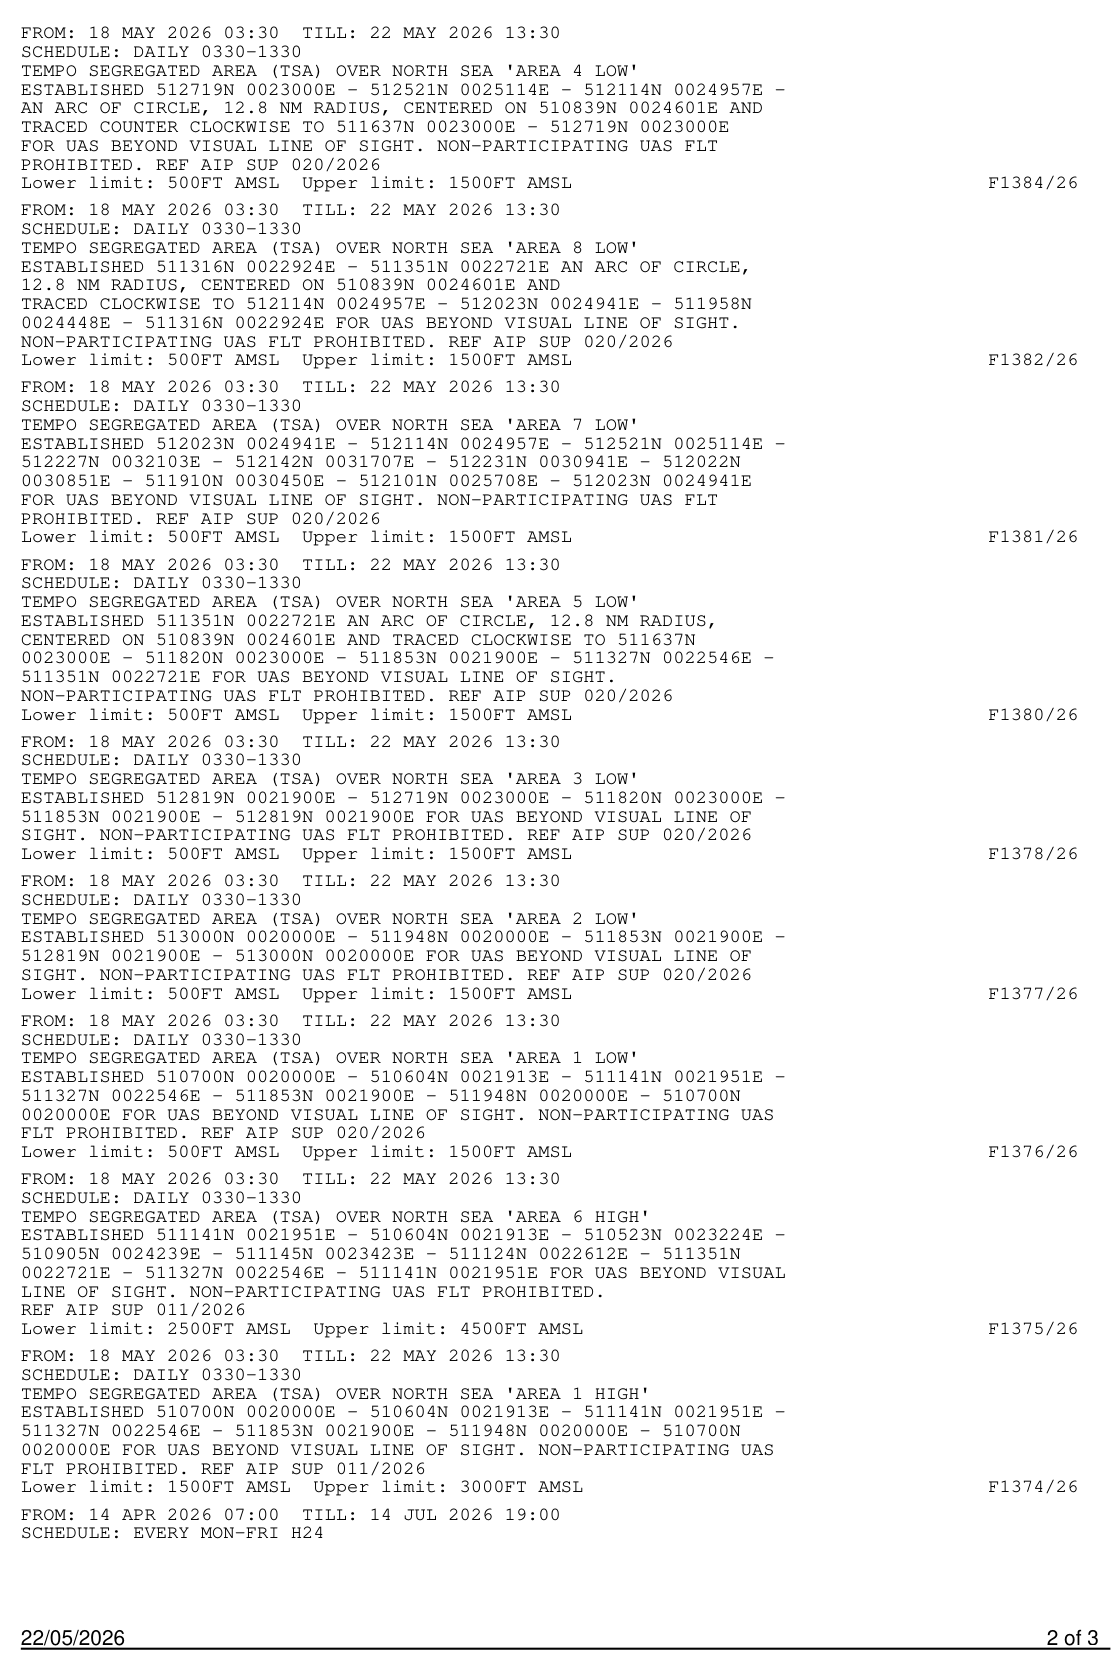 FROM: 18 MAY 2026 03:30  TILL: 22 MAY 2026 13:30
SCHEDULE: DAILY 0330-1330
TEMPO SEGREGATED AREA (TSA) OVER NORTH SEA 'AREA 4 LOW'
ESTABLISHED 512719N 0023000E - 512521N 0025114E - 512114N 0024957E -
AN ARC OF CIRCLE, 12.8 NM RADIUS, CENTERED ON 510839N 0024601E AND
TRACED COUNTER CLOCKWISE TO 511637N 0023000E - 512719N 0023000E
FOR UAS BEYOND VISUAL LINE OF SIGHT. NON-PARTICIPATING UAS FLT
PROHIBITED. REF AIP SUP 020/2026
Lower limit: 500FT AMSL  Upper limit: 1500FT AMSL F1384/26
FROM: 18 MAY 2026 03:30  TILL: 22 MAY 2026 13:30
SCHEDULE: DAILY 0330-1330
TEMPO SEGREGATED AREA (TSA) OVER NORTH SEA 'AREA 8 LOW'
ESTABLISHED 511316N 0022924E - 511351N 0022721E AN ARC OF CIRCLE,
12.8 NM RADIUS, CENTERED ON 510839N 0024601E AND
TRACED CLOCKWISE TO 512114N 0024957E - 512023N 0024941E - 511958N
0024448E - 511316N 0022924E FOR UAS BEYOND VISUAL LINE OF SIGHT.
NON-PARTICIPATING UAS FLT PROHIBITED. REF AIP SUP 020/2026
Lower limit: 500FT AMSL  Upper limit: 1500FT AMSL F1382/26
FROM: 18 MAY 2026 03:30  TILL: 22 MAY 2026 13:30
SCHEDULE: DAILY 0330-1330
TEMPO SEGREGATED AREA (TSA) OVER NORTH SEA 'AREA 7 LOW'
ESTABLISHED 512023N 0024941E - 512114N 0024957E - 512521N 0025114E -
512227N 0032103E - 512142N 0031707E - 512231N 0030941E - 512022N
0030851E - 511910N 0030450E - 512101N 0025708E - 512023N 0024941E
FOR UAS BEYOND VISUAL LINE OF SIGHT. NON-PARTICIPATING UAS FLT
PROHIBITED. REF AIP SUP 020/2026
Lower limit: 500FT AMSL  Upper limit: 1500FT AMSL F1381/26
FROM: 18 MAY 2026 03:30  TILL: 22 MAY 2026 13:30
SCHEDULE: DAILY 0330-1330
TEMPO SEGREGATED AREA (TSA) OVER NORTH SEA 'AREA 5 LOW'
ESTABLISHED 511351N 0022721E AN ARC OF CIRCLE, 12.8 NM RADIUS,
CENTERED ON 510839N 0024601E AND TRACED CLOCKWISE TO 511637N
0023000E - 511820N 0023000E - 511853N 0021900E - 511327N 0022546E -
511351N 0022721E FOR UAS BEYOND VISUAL LINE OF SIGHT.
NON-PARTICIPATING UAS FLT PROHIBITED. REF AIP SUP 020/2026
Lower limit: 500FT AMSL  Upper limit: 1500FT AMSL F1380/26
FROM: 18 MAY 2026 03:30  TILL: 22 MAY 2026 13:30
SCHEDULE: DAILY 0330-1330
TEMPO SEGREGATED AREA (TSA) OVER NORTH SEA 'AREA 3 LOW'
ESTABLISHED 512819N 0021900E - 512719N 0023000E - 511820N 0023000E -
511853N 0021900E - 512819N 0021900E FOR UAS BEYOND VISUAL LINE OF
SIGHT. NON-PARTICIPATING UAS FLT PROHIBITED. REF AIP SUP 020/2026
Lower limit: 500FT AMSL  Upper limit: 1500FT AMSL F1378/26
FROM: 18 MAY 2026 03:30  TILL: 22 MAY 2026 13:30
SCHEDULE: DAILY 0330-1330
TEMPO SEGREGATED AREA (TSA) OVER NORTH SEA 'AREA 2 LOW'
ESTABLISHED 513000N 0020000E - 511948N 0020000E - 511853N 0021900E -
512819N 0021900E - 513000N 0020000E FOR UAS BEYOND VISUAL LINE OF
SIGHT. NON-PARTICIPATING UAS FLT PROHIBITED. REF AIP SUP 020/2026
Lower limit: 500FT AMSL  Upper limit: 1500FT AMSL F1377/26
FROM: 18 MAY 2026 03:30  TILL: 22 MAY 2026 13:30
SCHEDULE: DAILY 0330-1330
TEMPO SEGREGATED AREA (TSA) OVER NORTH SEA 'AREA 1 LOW'
ESTABLISHED 510700N 0020000E - 510604N 0021913E - 511141N 0021951E -
511327N 0022546E - 511853N 0021900E - 511948N 0020000E - 510700N
0020000E FOR UAS BEYOND VISUAL LINE OF SIGHT. NON-PARTICIPATING UAS
FLT PROHIBITED. REF AIP SUP 020/2026
Lower limit: 500FT AMSL  Upper limit: 1500FT AMSL F1376/26
FROM: 18 MAY 2026 03:30  TILL: 22 MAY 2026 13:30
SCHEDULE: DAILY 0330-1330
TEMPO SEGREGATED AREA (TSA) OVER NORTH SEA 'AREA 6 HIGH'
ESTABLISHED 511141N 0021951E - 510604N 0021913E - 510523N 0023224E -
510905N 0024239E - 511145N 0023423E - 511124N 0022612E - 511351N
0022721E - 511327N 0022546E - 511141N 0021951E FOR UAS BEYOND VISUAL
LINE OF SIGHT. NON-PARTICIPATING UAS FLT PROHIBITED.
REF AIP SUP 011/2026
Lower limit: 2500FT AMSL  Upper limit: 4500FT AMSL F1375/26
FROM: 18 MAY 2026 03:30  TILL: 22 MAY 2026 13:30
SCHEDULE: DAILY 0330-1330
TEMPO SEGREGATED AREA (TSA) OVER NORTH SEA 'AREA 1 HIGH'
ESTABLISHED 510700N 0020000E - 510604N 0021913E - 511141N 0021951E -
511327N 0022546E - 511853N 0021900E - 511948N 0020000E - 510700N
0020000E FOR UAS BEYOND VISUAL LINE OF SIGHT. NON-PARTICIPATING UAS
FLT PROHIBITED. REF AIP SUP 011/2026
Lower limit: 1500FT AMSL  Upper limit: 3000FT AMSL F1374/26
FROM: 14 APR 2026 07:00  TILL: 14 JUL 2026 19:00
SCHEDULE: EVERY MON-FRI H24
22/05/2026 2 of 3